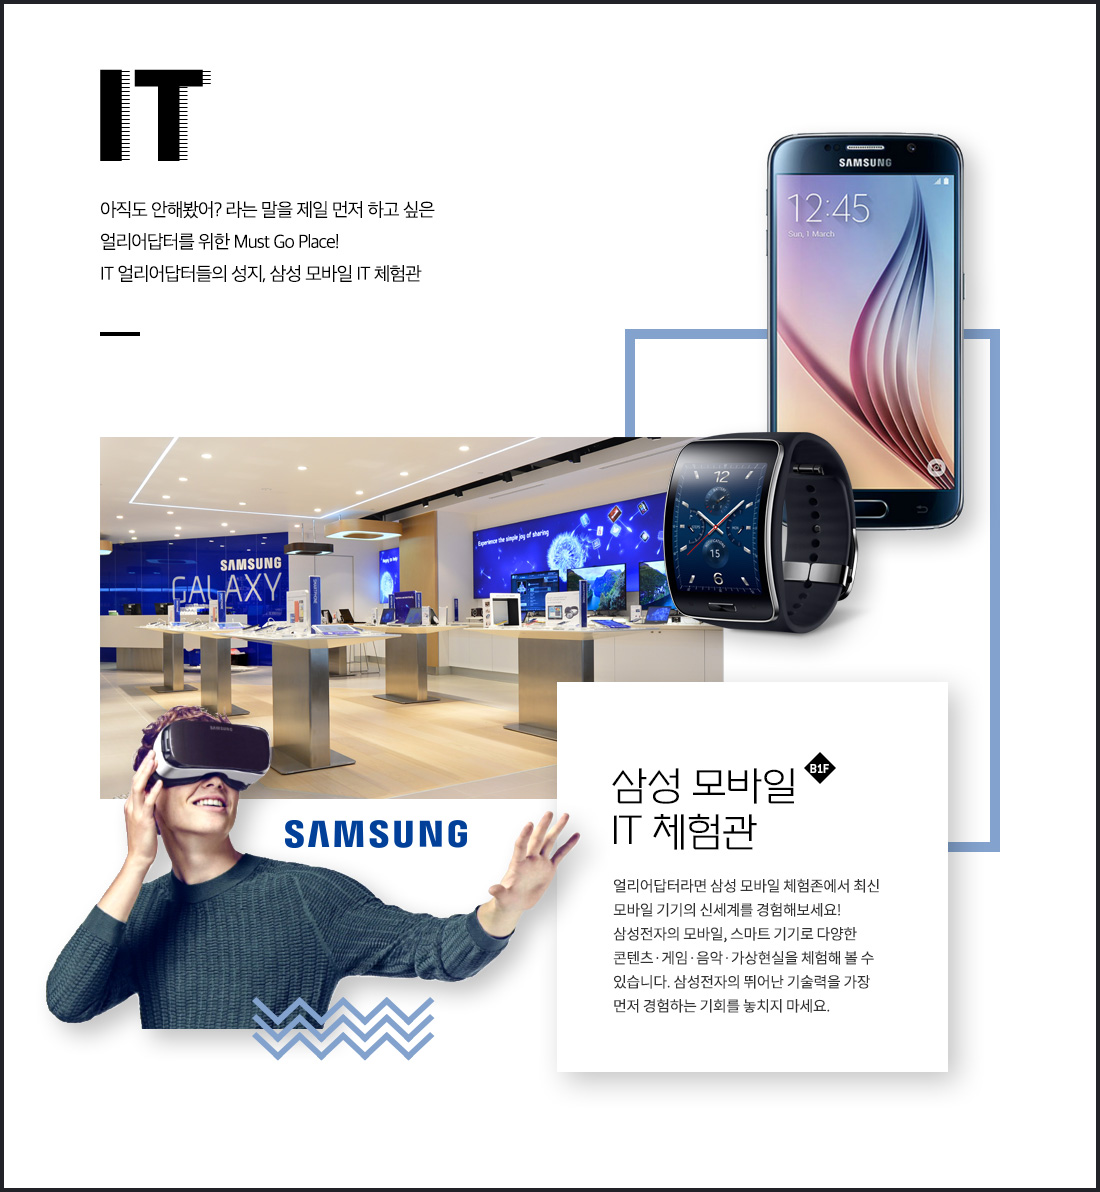 IT
아직도 안해봤어? 라는 말을 제일 먼저 하고 싶은
얼리어답터를 위한 Must Go Place!
IT 얼리어답터들의 성지, 삼성 모바일 IT 체험관
SAMSUNG
12:45
Sun, 1 March
12
15
6
Experience the simple joy of sharing
SAMSUNG
GALAXY
SAMSUNG
SAMSUNG
삼성 모바일 B1F
IT 체험관
얼리어답터라면 삼성 모바일 체험존에서 최신
모바일 기기의 신세계를 경험해보세요!
삼성전자의 모바일, 스마트 기기로 다양한
콘텐츠·게임·음악·가상현실을 체험해 볼 수
있습니다. 삼성전자의 뛰어난 기술력을 가장
먼저 경험하는 기회를 놓치지 마세요.